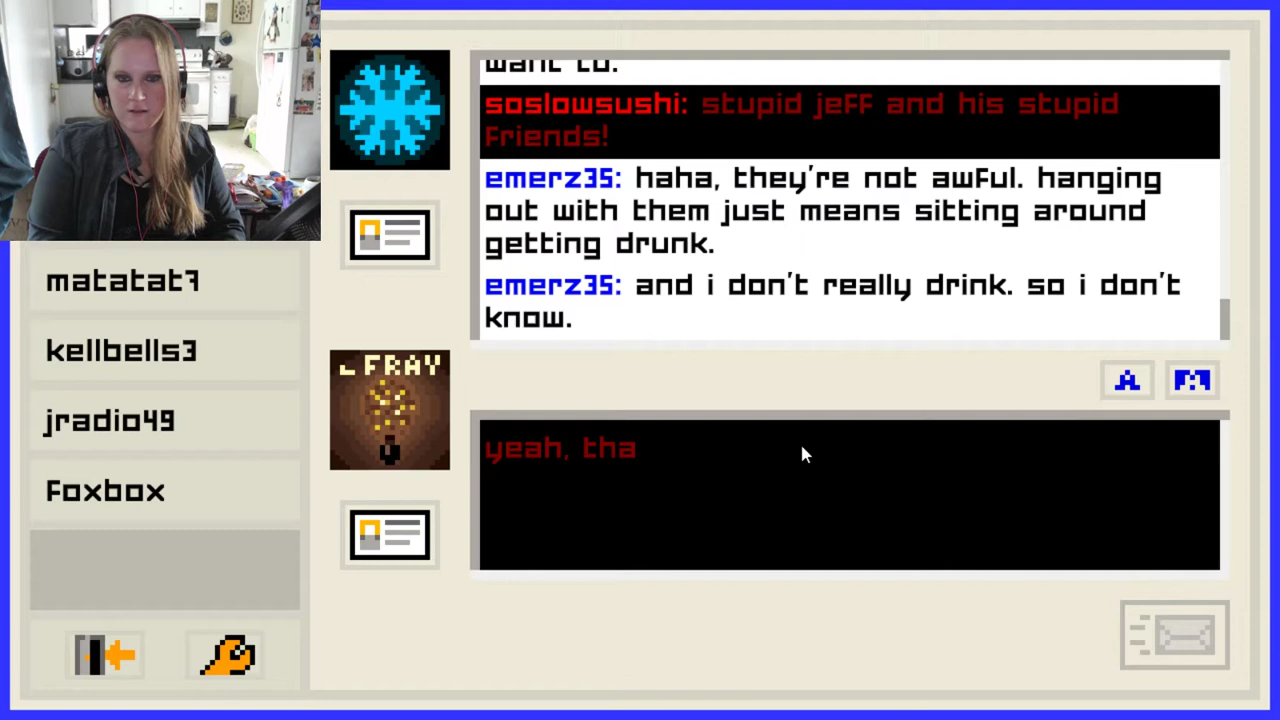 want to.
soslowsushi: stupid jeff and his stupid
friends!
emerz35: haha, they're not awful. hanging
out with them just means sitting around
getting drunk.
emerz35: and i don't really drink. so i don't
know.
matatat7
kellbells3
jradio49
foxbox
FRAY
A
yeah, tha